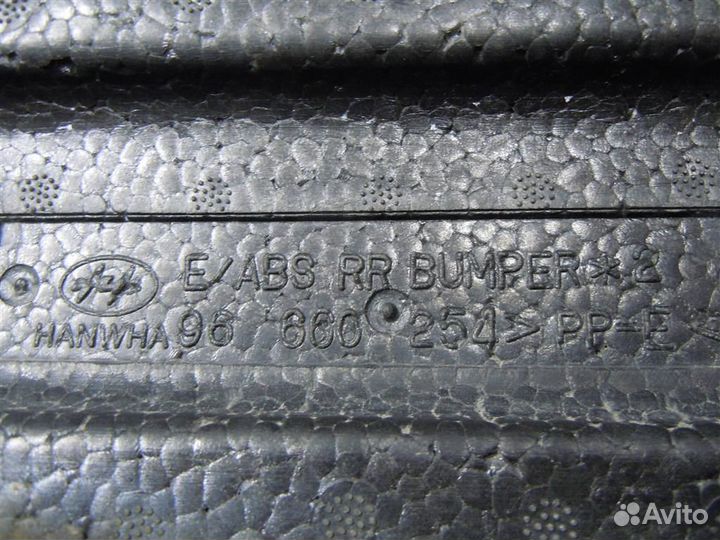 E/ABS RR BUMPER * 2
HANWHA 96 660 254 > PP-E <
Avito